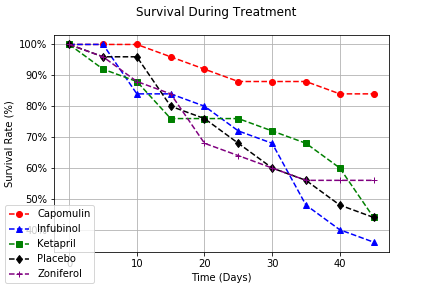 Survival During Treatment
100%
90%
80%
70%
60%
50%
Survival Rate (%)
Capomulin
Infubinol
Ketapril
Placebo
Zoniferol
10
20
30
40
Time (Days)